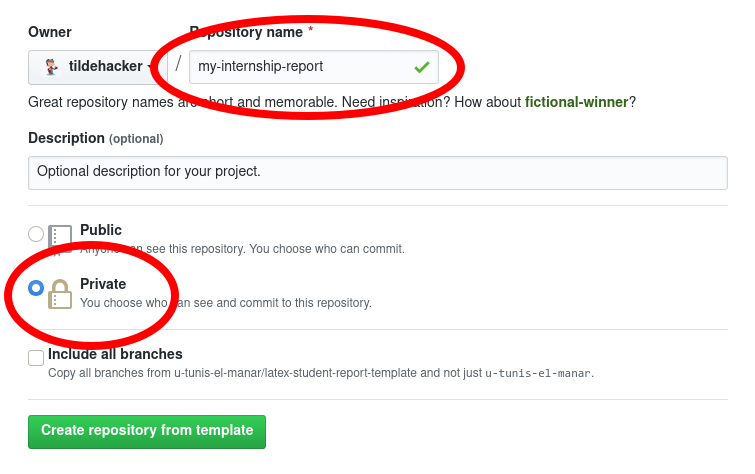 Owner
Repository name *
tildehacker / my-internship-report
Great repository names are short and memorable. Need inspiration? How about fictional-winner?
Description (optional)
Optional description for your project.
Public
Anyone can see this repository. You choose who can commit.
Private
You choose who can see and commit to this repository.
Include all branches
Copy all branches from u-tunis-el-manar/latex-student-report-template and not just u-tunis-el-manar.
Create repository from template